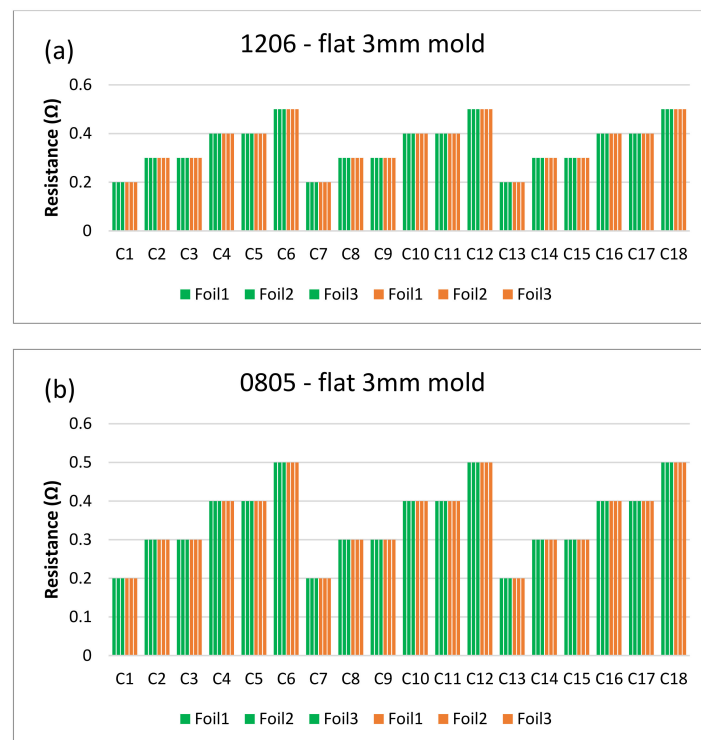 (a)
1206 - flat 3mm mold
Resistance (Ω)
0.6
0.4
0.2
0
C1 C2 C3 C4 C5 C6 C7 C8 C9 C10 C11 C12 C13 C14 C15 C16 C17 C18
Foil1 Foil2 Foil3 Foil1 Foil2 Foil3
(b)
0805 - flat 3mm mold
Resistance (Ω)
0.6
0.5
0.4
0.3
0.2
0.1
0
C1 C2 C3 C4 C5 C6 C7 C8 C9 C10 C11 C12 C13 C14 C15 C16 C17 C18
Foil1 Foil2 Foil3 Foil1 Foil2 Foil3